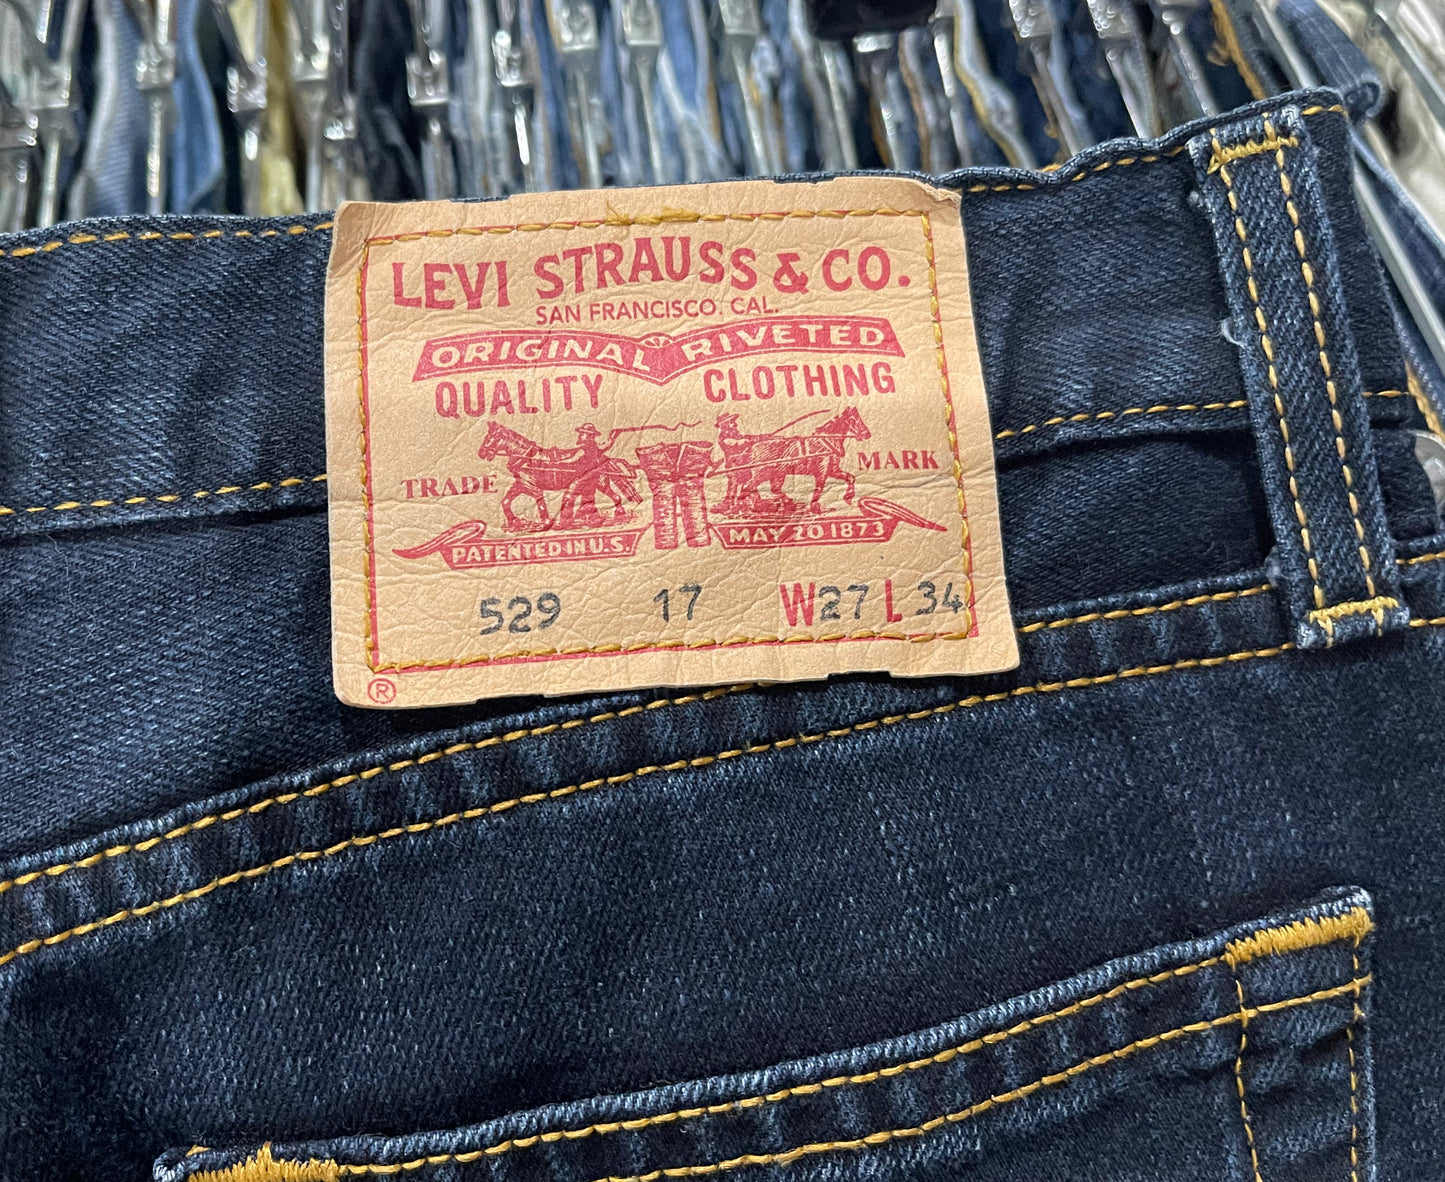 LEVI STRAUSS & CO.
SAN FRANCISCO, CAL.
ORIGINAL RIVETED
QUALITY CLOTHING
TRADE MARK
PATENTED IN U.S. MAY 20 1873
529 17 W27 L 34
®